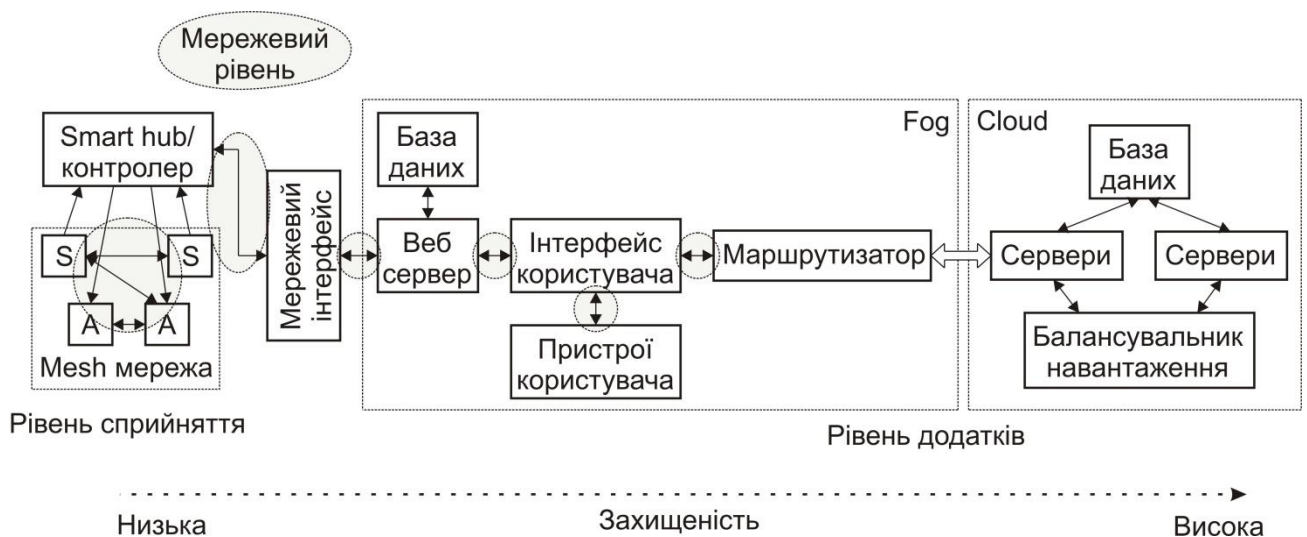 Мережевий
рівень
Smart hub/
контролер
S
S
A
A
Mesh мережа
Рівень сприйняття
Мережевий
інтерфейс
Fog
База
даних
Веб
сервер
Інтерфейс
користувача
Пристрої
користувача
Маршрутизатор
Cloud
База
даних
Сервери
Сервери
Балансувальник
навантаження
Рівень додатків
Низька
Захищеність
Висока